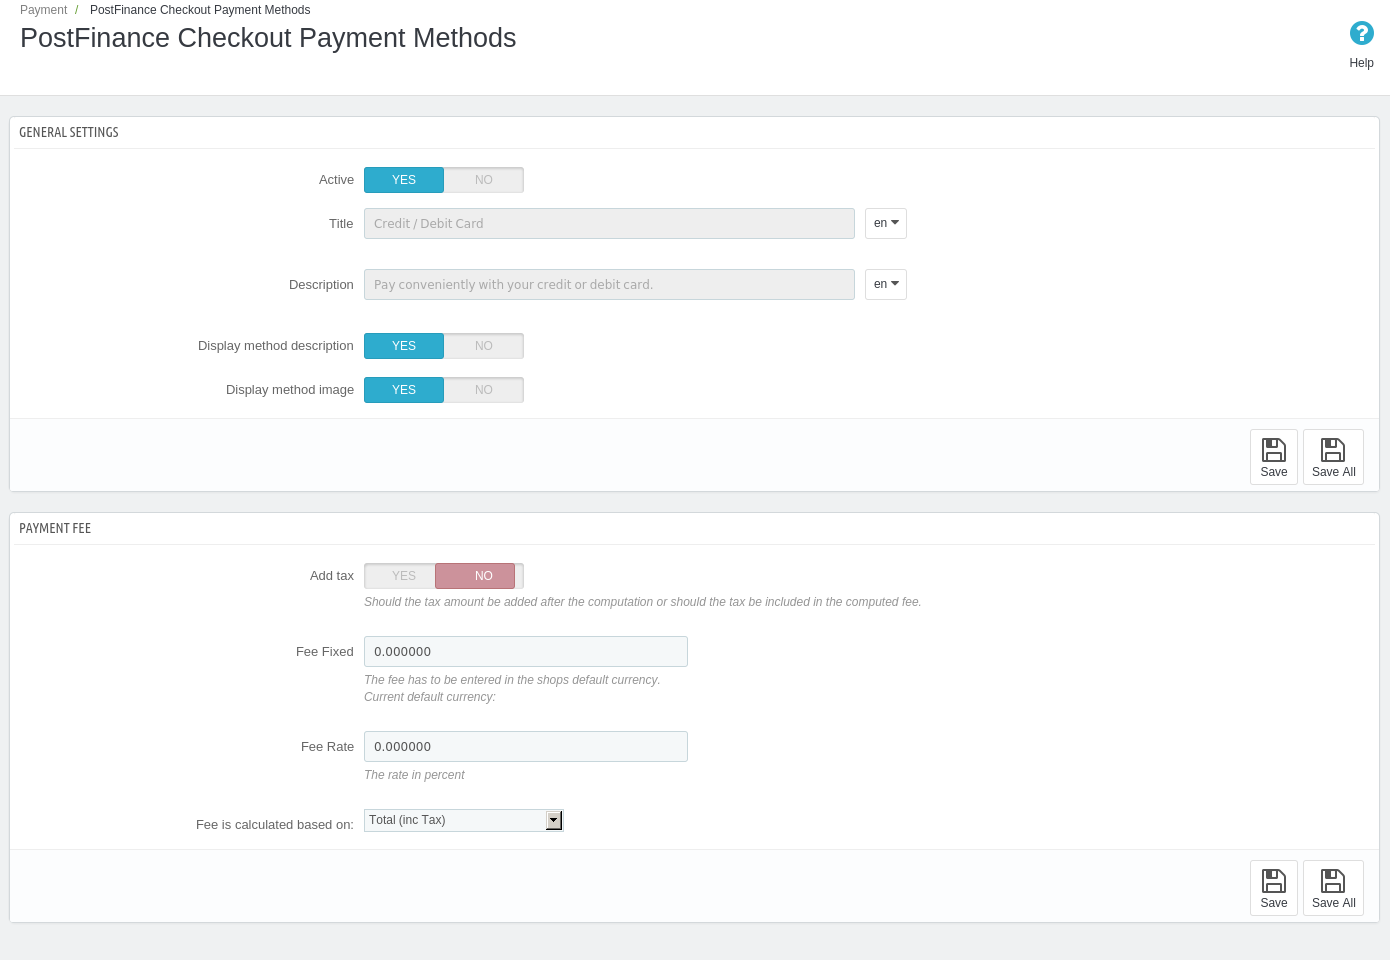 Payment / PostFinance Checkout Payment Methods
PostFinance Checkout Payment Methods
?
Help
GENERAL SETTINGS
Active YES NO
Title Credit / Debit Card en
Description Pay conveniently with your credit or debit card. en
Display method description YES NO
Display method image YES NO
Save Save All
PAYMENT FEE
Add tax YES NO
Should the tax amount be added after the computation or should the tax be included in the computed fee.
Fee Fixed 0.000000
The fee has to be entered in the shops default currency.
Current default currency:
Fee Rate 0.000000
The rate in percent
Fee is calculated based on: Total (inc Tax)
Save Save All